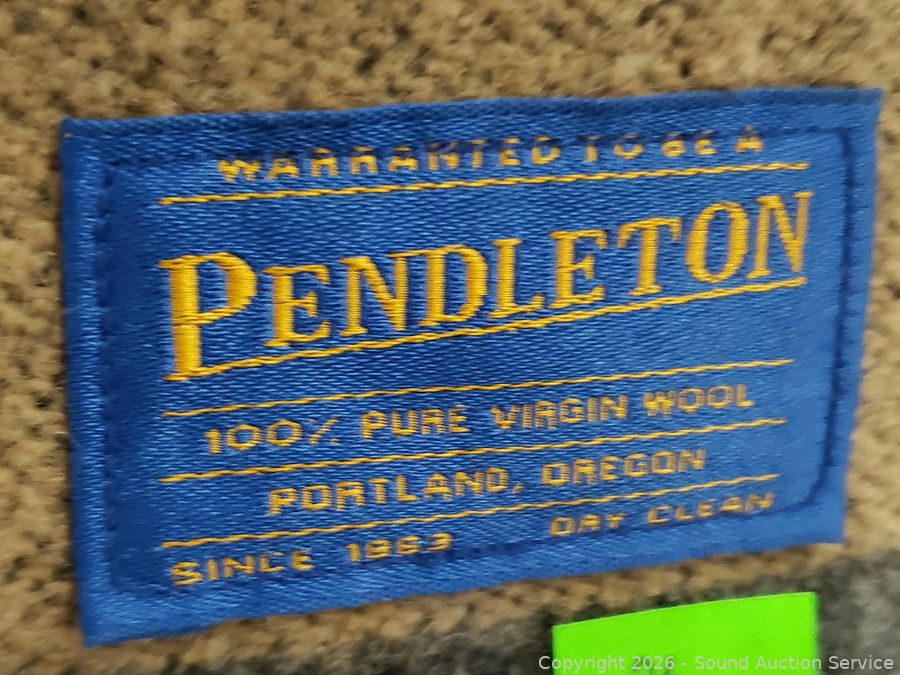 WARRANTED TO BE A
PENDLETON
100% PURE VIRGIN WOOL
PORTLAND, OREGON
SINCE 1863 DRY CLEAN
Copyright 2026 - Sound Auction Service